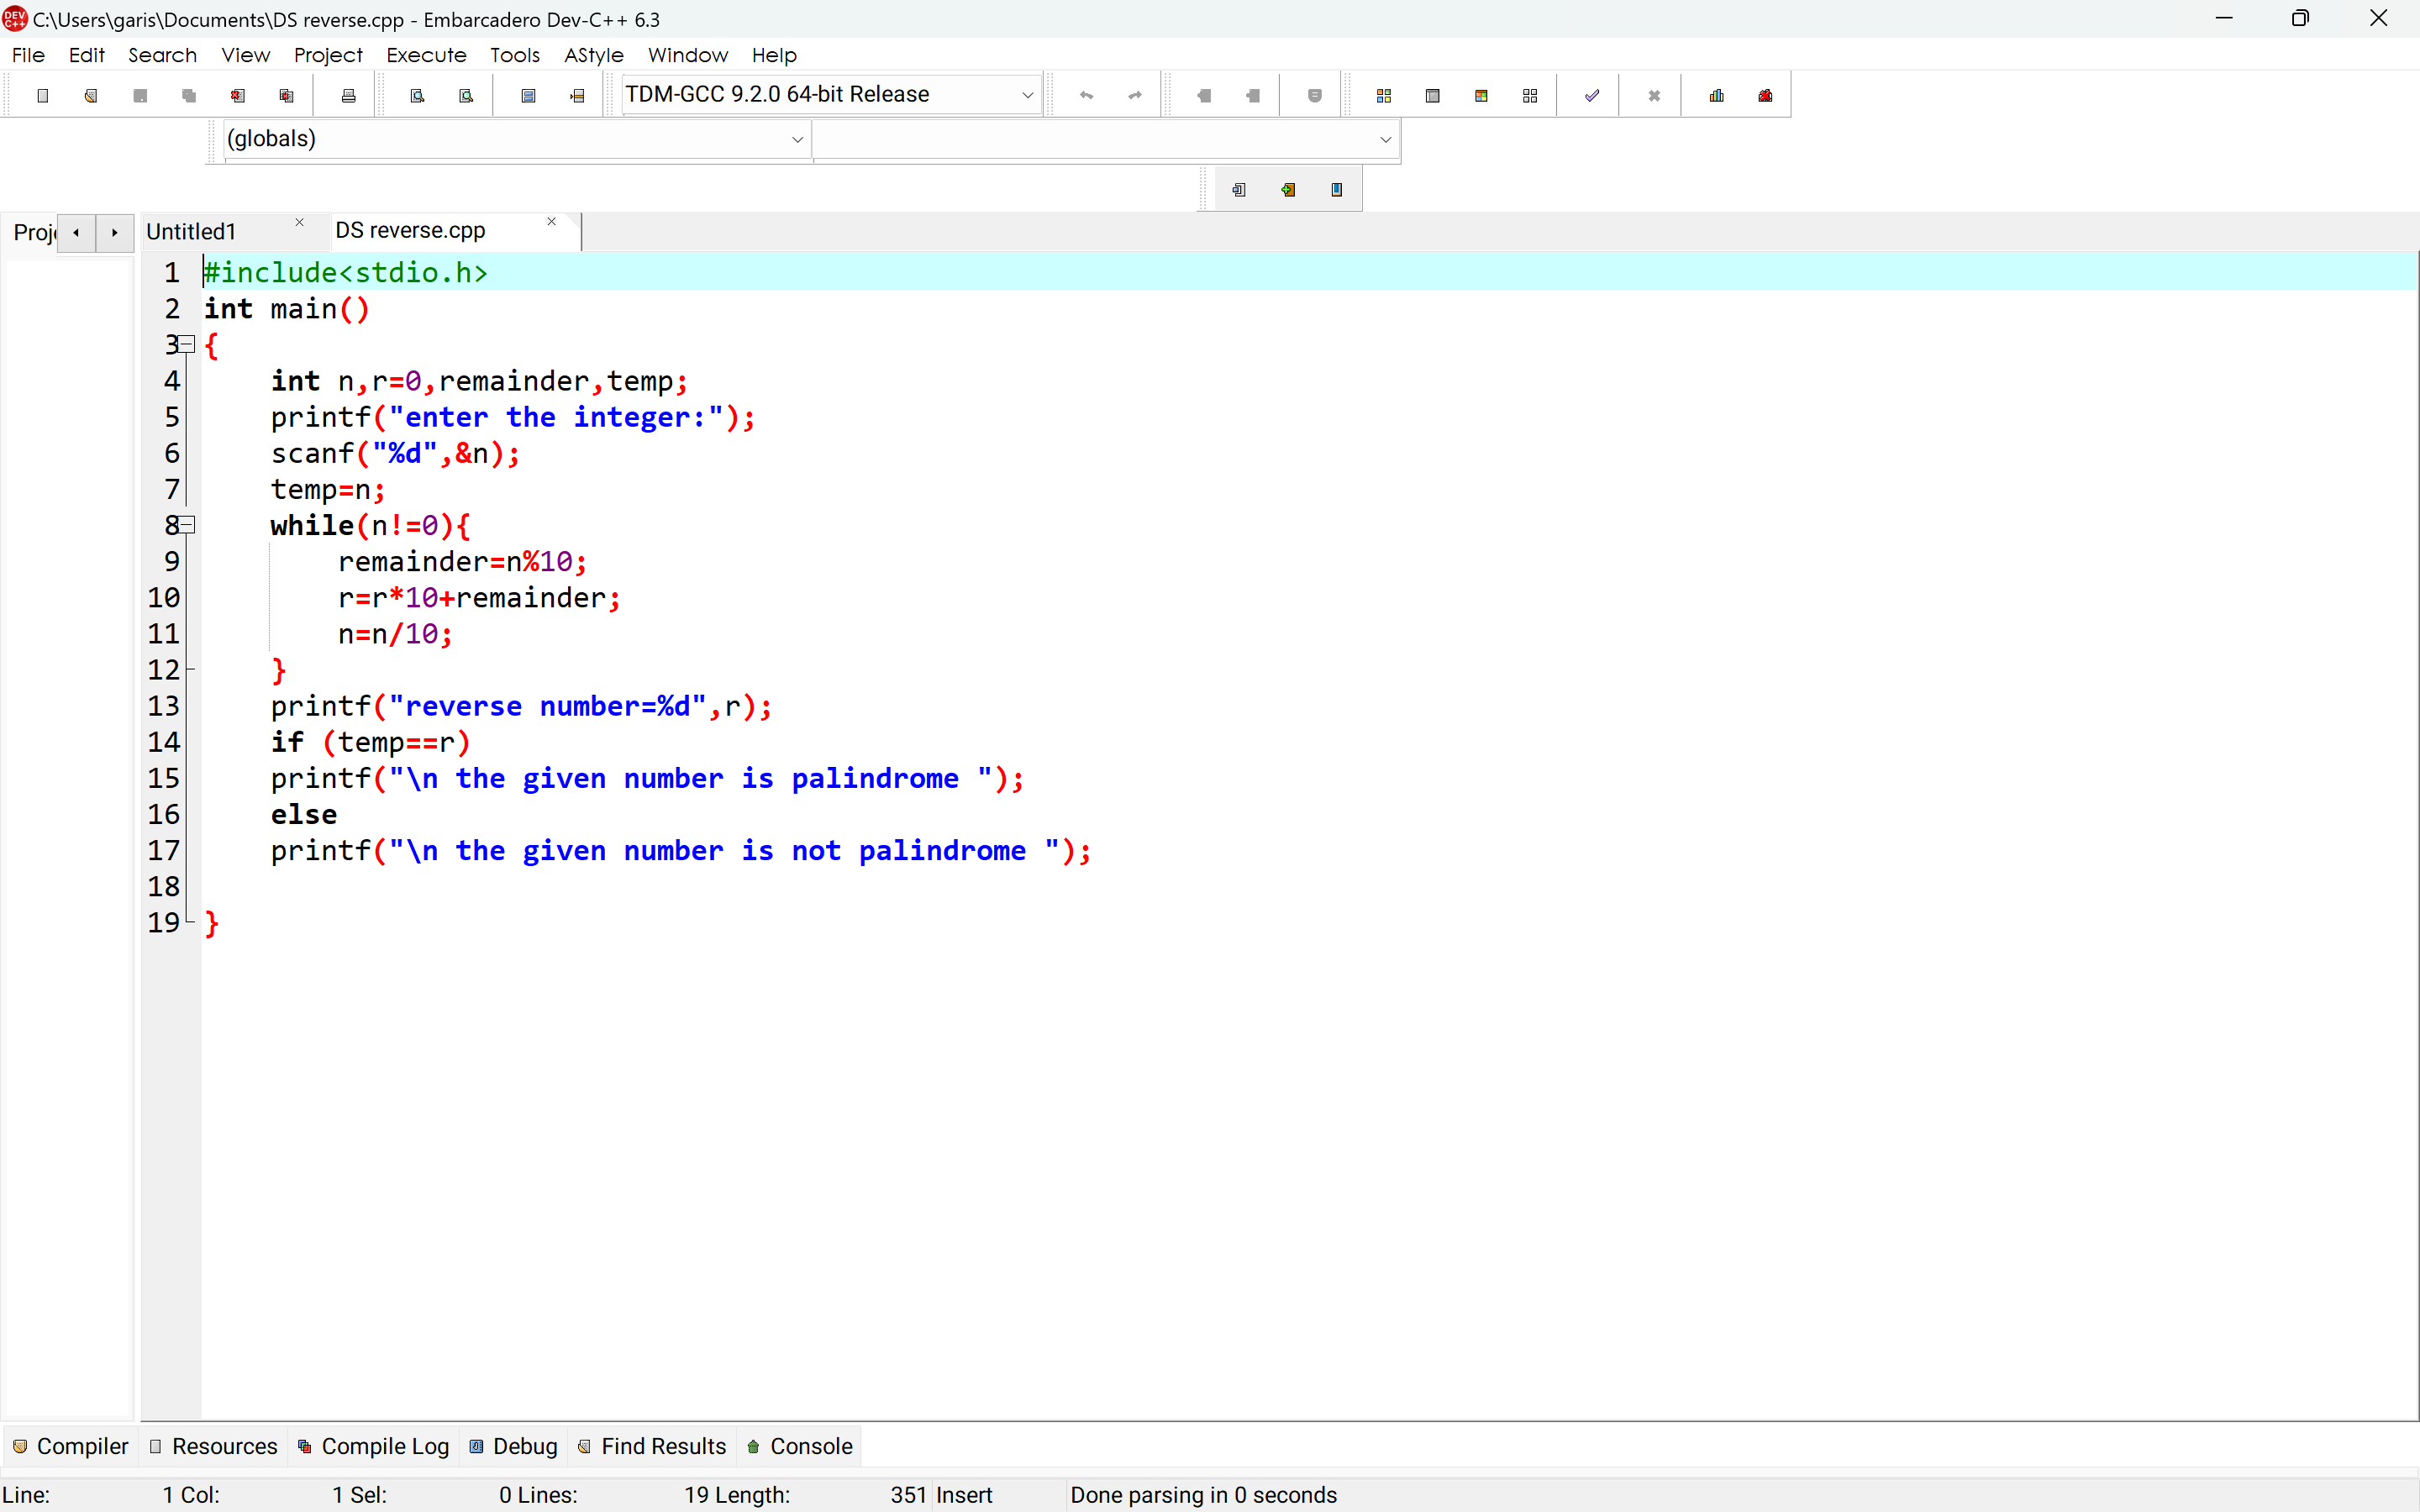 C:\Users\garis\Documents\DS reverse.cpp - Embarcadero Dev-C++ 6.3
File Edit Search View Project Execute Tools AStyle Window Help
TDM-GCC 9.2.0 64-bit Release
(globals)
Untitled1 DS reverse.cpp
1 #include<stdio.h>
2 int main()
3 {
4 int n,r=0,remainder,temp;
5 printf("enter the integer:");
6 scanf("%d",&n);
7 temp=n;
8 while(n!=0){
9 remainder=n%10;
10 r=r*10+remainder;
11 n=n/10;
12 }
13 printf("reverse number=%d",r);
14 if (temp==r)
15 printf("\n the given number is palindrome ");
16 else
17 printf("\n the given number is not palindrome ");
18
19 }
Compiler Resources Compile Log Debug Find Results Console
Line: 1 Col: 1 Sel: 0 Lines: 19 Length: 351 Insert Done parsing in 0 seconds